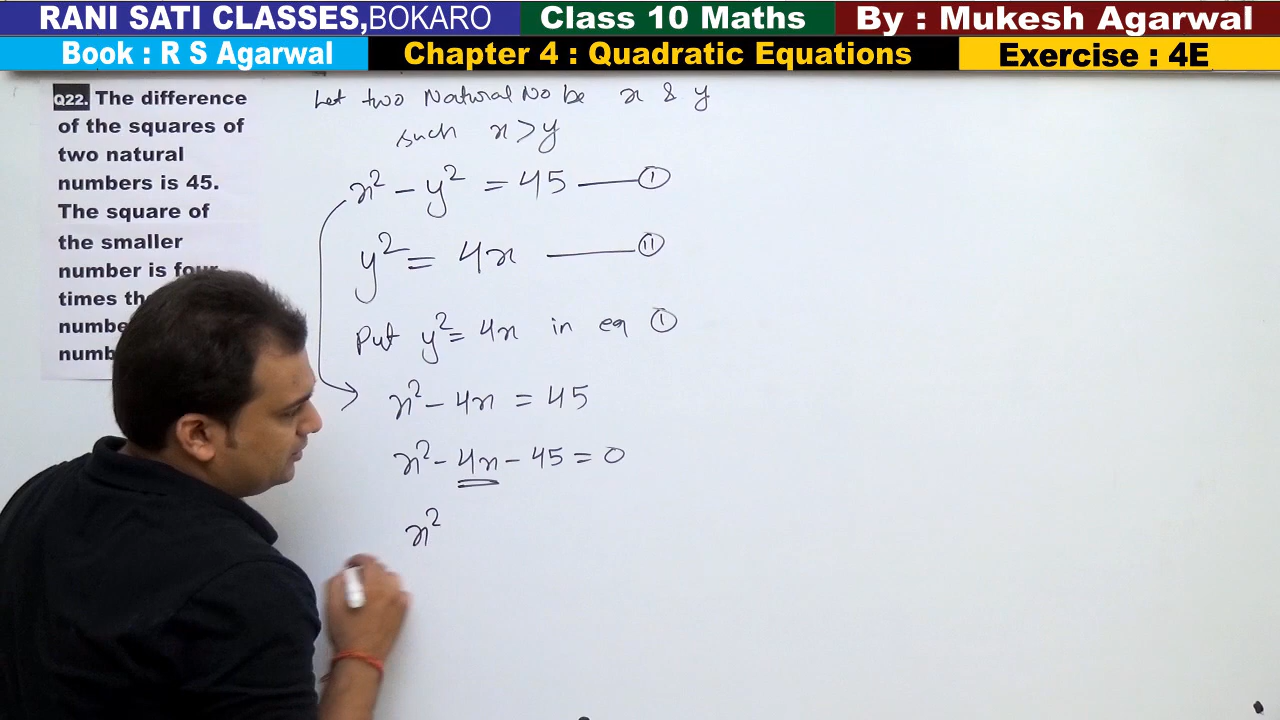 RANI SATI CLASSES,BOKARO Class 10 Maths By : Mukesh Agarwal
Book : R S Agarwal Chapter 4 : Quadratic Equations Exercise : 4E
Q22. The difference
of the squares of
two natural
numbers is 45.
The square of
the smaller
number is four
times th
numbe
numb
Let two Natural No be x & y
such x > y
x² - y² = 45 — I
y² = 4x — II
Put y² = 4x in eq I
x² - 4x = 45
x² - 4x - 45 = 0
x²